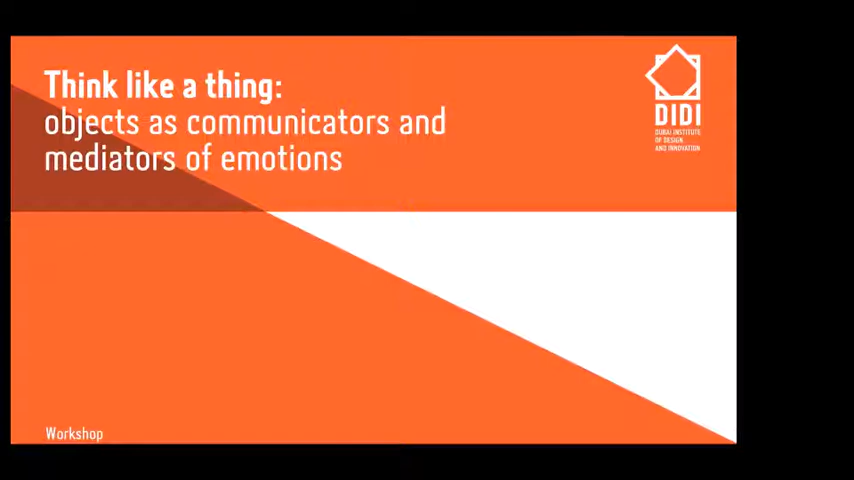 Think like a thing:
objects as communicators and
mediators of emotions
DIDI
DUBAI INSTITUTE
OF DESIGN
AND INNOVATION
Workshop